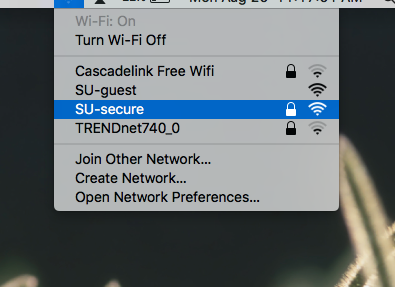 Wi-Fi: On
Turn Wi-Fi Off
Cascadelink Free Wifi
SU-guest
SU-secure
TRENDnet740_0
Join Other Network...
Create Network...
Open Network Preferences...